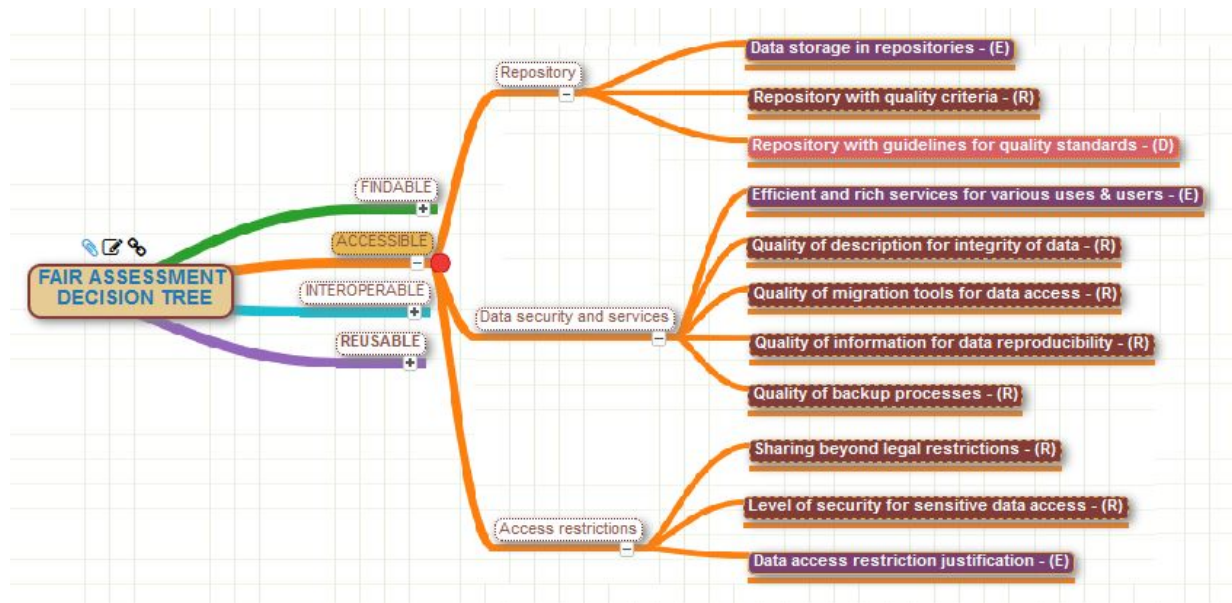 FAIR ASSESSMENT
DECISION TREE
FINDABLE
ACCESSIBLE
INTEROPERABLE
REUSABLE
Repository
Data storage in repositories - (E)
Repository with quality criteria - (R)
Repository with guidelines for quality standards - (D)
Data security and services
Efficient and rich services for various uses & users - (E)
Quality of description for integrity of data - (R)
Quality of migration tools for data access - (R)
Quality of information for data reproducibility - (R)
Quality of backup processes - (R)
Access restrictions
Sharing beyond legal restrictions - (R)
Level of security for sensitive data access - (R)
Data access restriction justification - (E)